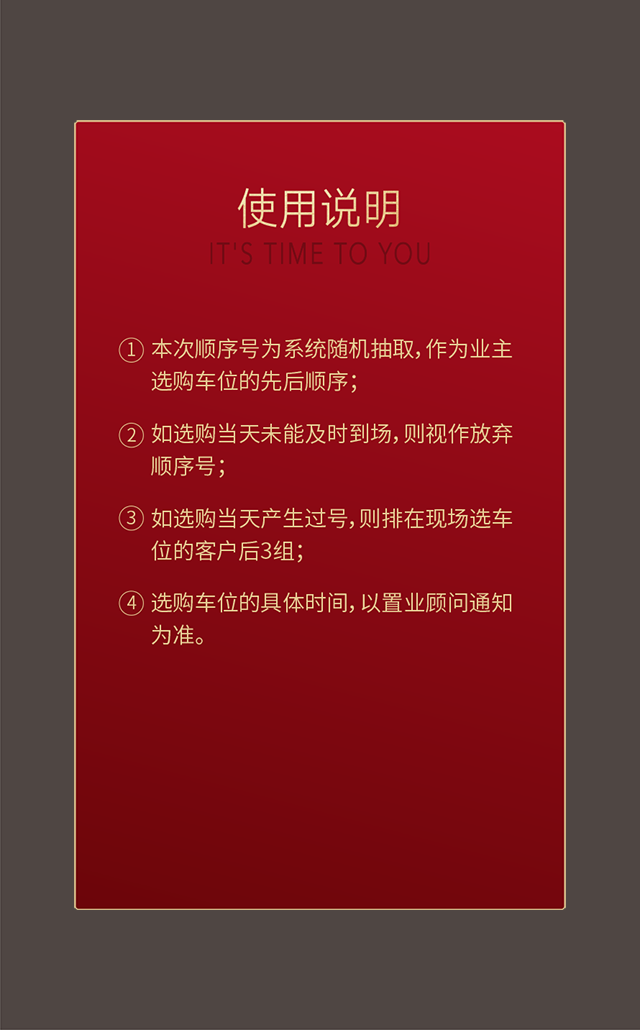 使用说明
IT'S TIME TO YOU
① 本次顺序号为系统随机抽取，作为业主
选购车位的先后顺序；
② 如选购当天未能及时到场，则视作放弃
顺序号；
③ 如选购当天产生过号，则排在现场选车
位的客户后3组；
④ 选购车位的具体时间，以置业顾问通知
为准。